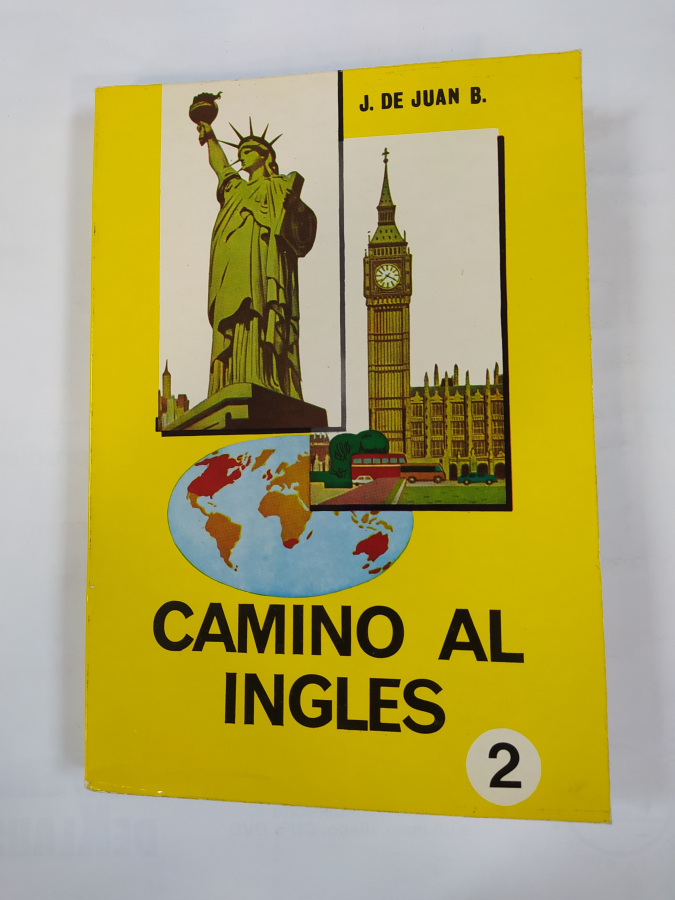 J. DE JUAN B.
CAMINO AL
INGLES
2